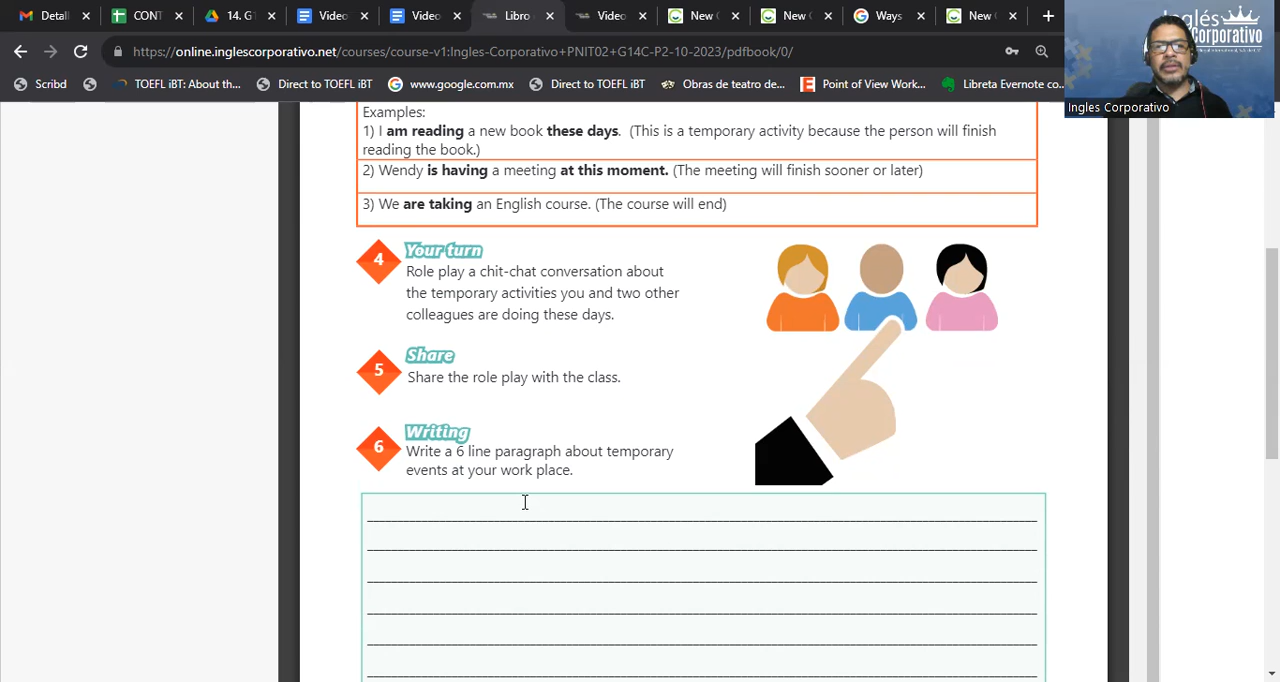 Detail
CONT
14. G
Video
Video
Libro
Video
New C
New C
Ways
New C
https://online.inglescorporativo.net/courses/course-v1:Ingles-Corporativo+PNIT02+G14C-P2-10-2023/pdfbook/0/
Scribd
TOEFL iBT: About th...
Direct to TOEFL iBT
www.google.com.mx
Direct to TOEFL iBT
Obras de teatro de...
Point of View Work...
Libreta Evernote co...
Inglés
Corporativo
Ingles Corporativo
Examples:
1) I am reading a new book these days. (This is a temporary activity because the person will finish
reading the book.)
2) Wendy is having a meeting at this moment. (The meeting will finish sooner or later)
3) We are taking an English course. (The course will end)
4
Your turn
Role play a chit-chat conversation about
the temporary activities you and two other
colleagues are doing these days.
5
Share
Share the role play with the class.
6
Writing
Write a 6 line paragraph about temporary
events at your work place.